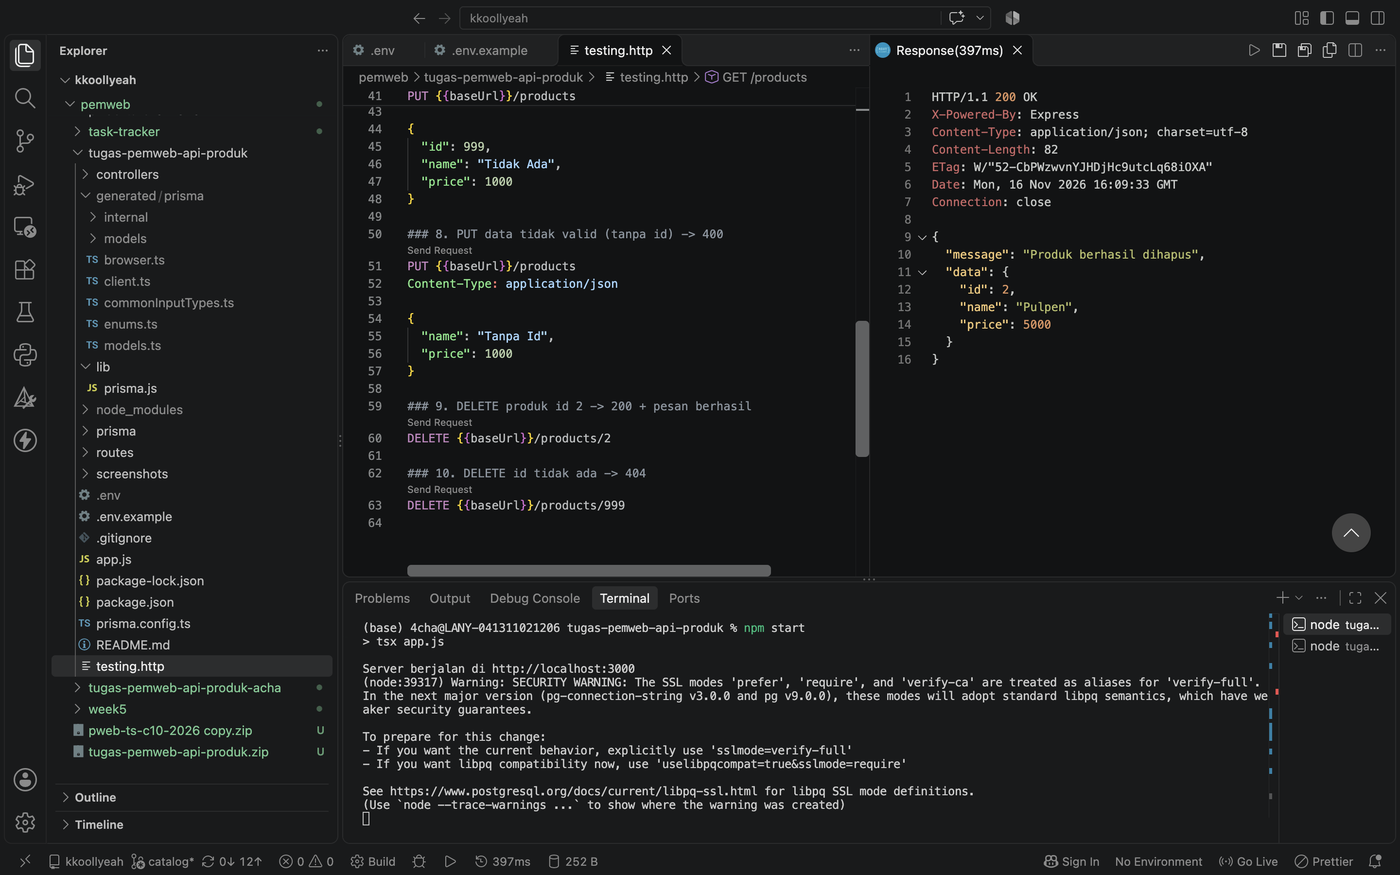 kkoollyeah
Explorer
kkoollyeah
pemweb
task-tracker
tugas-pemweb-api-produk
controllers
generated/prisma
internal
models
TS browser.ts
TS client.ts
TS commonInputTypes.ts
TS enums.ts
TS models.ts
lib
JS prisma.js
node_modules
prisma
routes
screenshots
.env
.env.example
.gitignore
JS app.js
{} package-lock.json
{} package.json
TS prisma.config.ts
README.md
testing.http
tugas-pemweb-api-produk-acha
week5
pweb-ts-c10-2026 copy.zip U
tugas-pemweb-api-produk.zip U
Outline
Timeline
.env
.env.example
testing.http
pemweb > tugas-pemweb-api-produk > testing.http > GET /products
41 PUT {{baseUrl}}/products
43
44 {
45 "id": 999,
46 "name": "Tidak Ada",
47 "price": 1000
48 }
49
50 ### 8. PUT data tidak valid (tanpa id) -> 400
Send Request
51 PUT {{baseUrl}}/products
52 Content-Type: application/json
53
54 {
55 "name": "Tanpa Id",
56 "price": 1000
57 }
58
59 ### 9. DELETE produk id 2 -> 200 + pesan berhasil
Send Request
60 DELETE {{baseUrl}}/products/2
61
62 ### 10. DELETE id tidak ada -> 404
Send Request
63 DELETE {{baseUrl}}/products/999
64
Response(397ms)
1 HTTP/1.1 200 OK
2 X-Powered-By: Express
3 Content-Type: application/json; charset=utf-8
4 Content-Length: 82
5 ETag: W/"52-CbPWzwvnYJHDjHc9utcLq68iOXA"
6 Date: Mon, 16 Nov 2026 16:09:33 GMT
7 Connection: close
8
9 {
10 "message": "Produk berhasil dihapus",
11 "data": {
12 "id": 2,
13 "name": "Pulpen",
14 "price": 5000
15 }
16 }
Problems Output Debug Console Terminal Ports
(base) 4cha@LANY-041311021206 tugas-pemweb-api-produk % npm start
> tsx app.js
Server berjalan di http://localhost:3000
(node:39317) Warning: SECURITY WARNING: The SSL modes 'prefer', 'require', and 'verify-ca' are treated as aliases for 'verify-full'.
In the next major version (pg-connection-string v3.0.0 and pg v9.0.0), these modes will adopt standard libpq semantics, which have we
aker security guarantees.
To prepare for this change:
- If you want the current behavior, explicitly use 'sslmode=verify-full'
- If you want libpq compatibility now, use 'uselibpqcompat=true&sslmode=require'
See https://www.postgresql.org/docs/current/libpq-ssl.html for libpq SSL mode definitions.
(Use `node --trace-warnings ...` to show where the warning was created)
node tuga...
node tuga...
kkoollyeah catalog* 0↓ 12↑ 0 0 Build 397ms 252 B Sign In No Environment Go Live Prettier